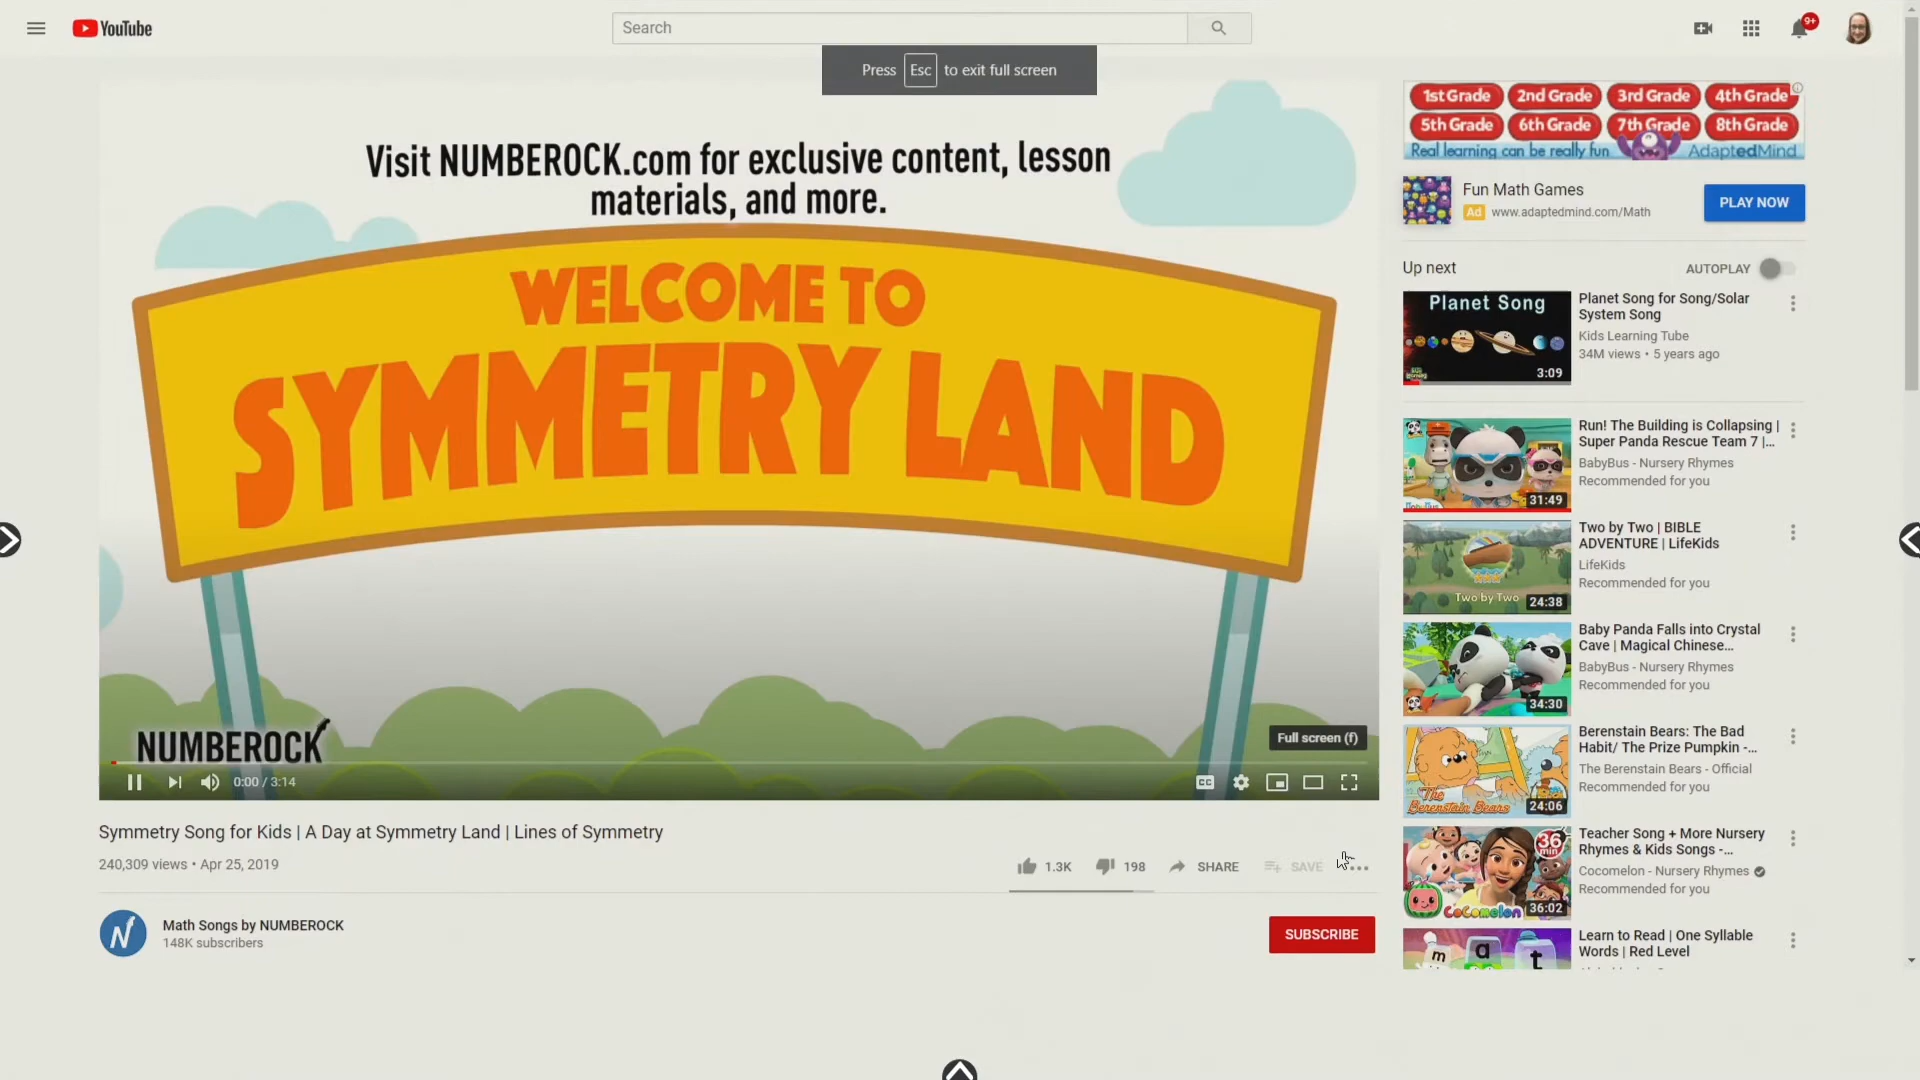 YouTube
Search
9+
Press Esc to exit full screen
Visit NUMBEROCK.com for exclusive content, lesson
materials, and more.
WELCOME TO
SYMMETRY LAND
NUMBEROCK
Full screen (f)
0:00 / 3:14
CC
Symmetry Song for Kids | A Day at Symmetry Land | Lines of Symmetry
240,309 views • Apr 25, 2019
1.3K
198
SHARE
SAVE
Math Songs by NUMBEROCK
148K subscribers
SUBSCRIBE
1st Grade 2nd Grade 3rd Grade 4th Grade
5th Grade 6th Grade 7th Grade 8th Grade
Real learning can be really fun AdaptedMind
Fun Math Games
Ad www.adaptedmind.com/Math
PLAY NOW
Up next
AUTOPLAY
Planet Song
3:09
Planet Song for Song/Solar
System Song
Kids Learning Tube
34M views • 5 years ago
31:49
Run! The Building is Collapsing |
Super Panda Rescue Team 7 |...
BabyBus - Nursery Rhymes
Recommended for you
Two by Two
24:38
Two by Two | BIBLE
ADVENTURE | LifeKids
LifeKids
Recommended for you
34:30
Baby Panda Falls into Crystal
Cave | Magical Chinese...
BabyBus - Nursery Rhymes
Recommended for you
The Berenstain Bears
24:06
Berenstain Bears: The Bad
Habit/ The Prize Pumpkin -...
The Berenstain Bears - Official
Recommended for you
36 min
CoComelon
36:02
Teacher Song + More Nursery
Rhymes & Kids Songs -...
Cocomelon - Nursery Rhymes
Recommended for you
m a t
Learn to Read | One Syllable
Words | Red Level